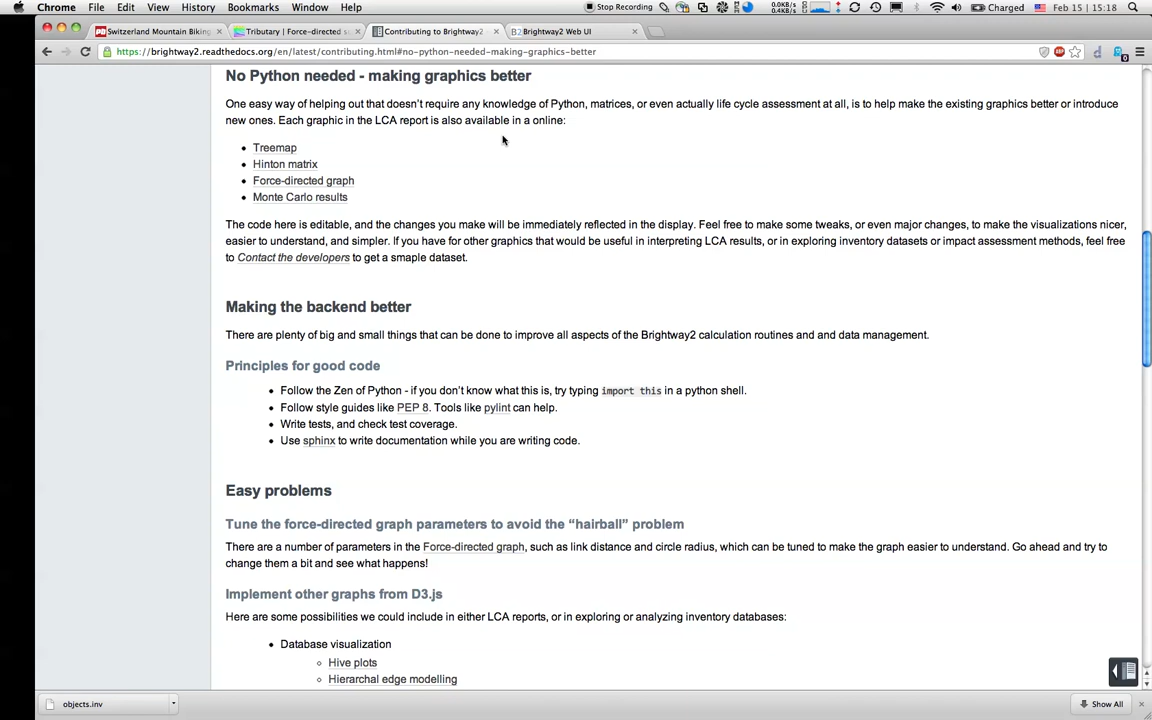 Chrome File Edit View History Bookmarks Window Help Stop Recording 0.0KB/s 0.4KB/s Charged Feb 15 | 15:18
Switzerland Mountain Biking Tributary | Force-directed s Contributing to Brightway2 B2 Brightway2 Web UI
https://brightway2.readthedocs.org/en/latest/contributing.html#no-python-needed-making-graphics-better
No Python needed - making graphics better
One easy way of helping out that doesn't require any knowledge of Python, matrices, or even actually life cycle assessment at all, is to help make the existing graphics better or introduce
new ones. Each graphic in the LCA report is also available in a online:
• Treemap
• Hinton matrix
• Force-directed graph
• Monte Carlo results
The code here is editable, and the changes you make will be immediately reflected in the display. Feel free to make some tweaks, or even major changes, to make the visualizations nicer,
easier to understand, and simpler. If you have for other graphics that would be useful in interpreting LCA results, or in exploring inventory datasets or impact assessment methods, feel free
to Contact the developers to get a smaple dataset.
Making the backend better
There are plenty of big and small things that can be done to improve all aspects of the Brightway2 calculation routines and and data management.
Principles for good code
• Follow the Zen of Python - if you don't know what this is, try typing import this in a python shell.
• Follow style guides like PEP 8. Tools like pylint can help.
• Write tests, and check test coverage.
• Use sphinx to write documentation while you are writing code.
Easy problems
Tune the force-directed graph parameters to avoid the “hairball” problem
There are a number of parameters in the Force-directed graph, such as link distance and circle radius, which can be tuned to make the graph easier to understand. Go ahead and try to
change them a bit and see what happens!
Implement other graphs from D3.js
Here are some possibilities we could include in either LCA reports, or in exploring or analyzing inventory databases:
• Database visualization
◦ Hive plots
◦ Hierarchal edge modelling
objects.inv Show All